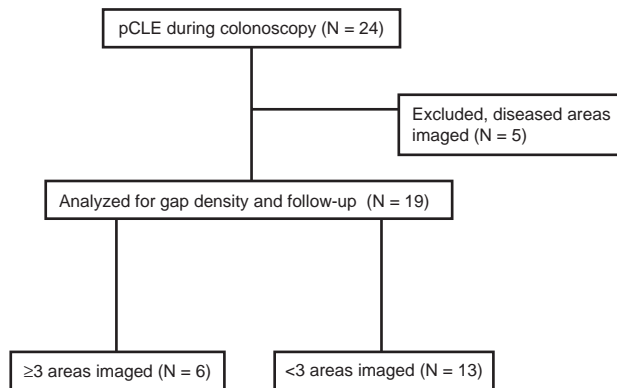 pCLE during colonoscopy (N = 24)
Excluded, diseased areas
imaged (N = 5)
Analyzed for gap density and follow-up (N = 19)
≥3 areas imaged (N = 6)
<3 areas imaged (N = 13)